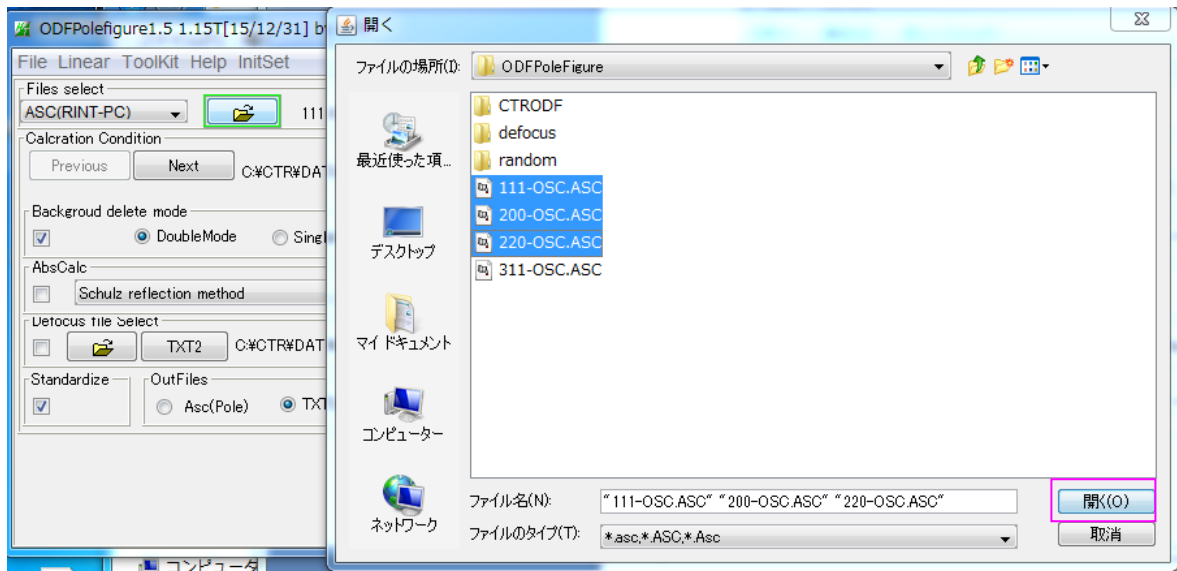 ODFPolefigure1.5 1.15T[15/12/31] b
File Linear ToolKit Help InitSet
Files select
ASC(RINT-PC)
111
Calcration Condition
Previous
Next
C:¥CTR¥DAT
Backgroud delete mode
DoubleMode
Singl
AbsCalc
Schulz reflection method
Defocus file Select
TXT2
C:¥CTR¥DAT
Standardize
OutFiles
Asc(Pole)
TXT
コンピュータ
開く
ファイルの場所(I):
ODFPoleFigure
最近使った項...
デスクトップ
マイ ドキュメント
コンピューター
ネットワーク
CTRODF
defocus
random
111-OSC.ASC
200-OSC.ASC
220-OSC.ASC
311-OSC.ASC
ファイル名(N):
"111-OSC.ASC" "200-OSC.ASC" "220-OSC.ASC"
開く(O)
ファイルのタイプ(T):
*.asc,*.ASC,*.Asc
取消